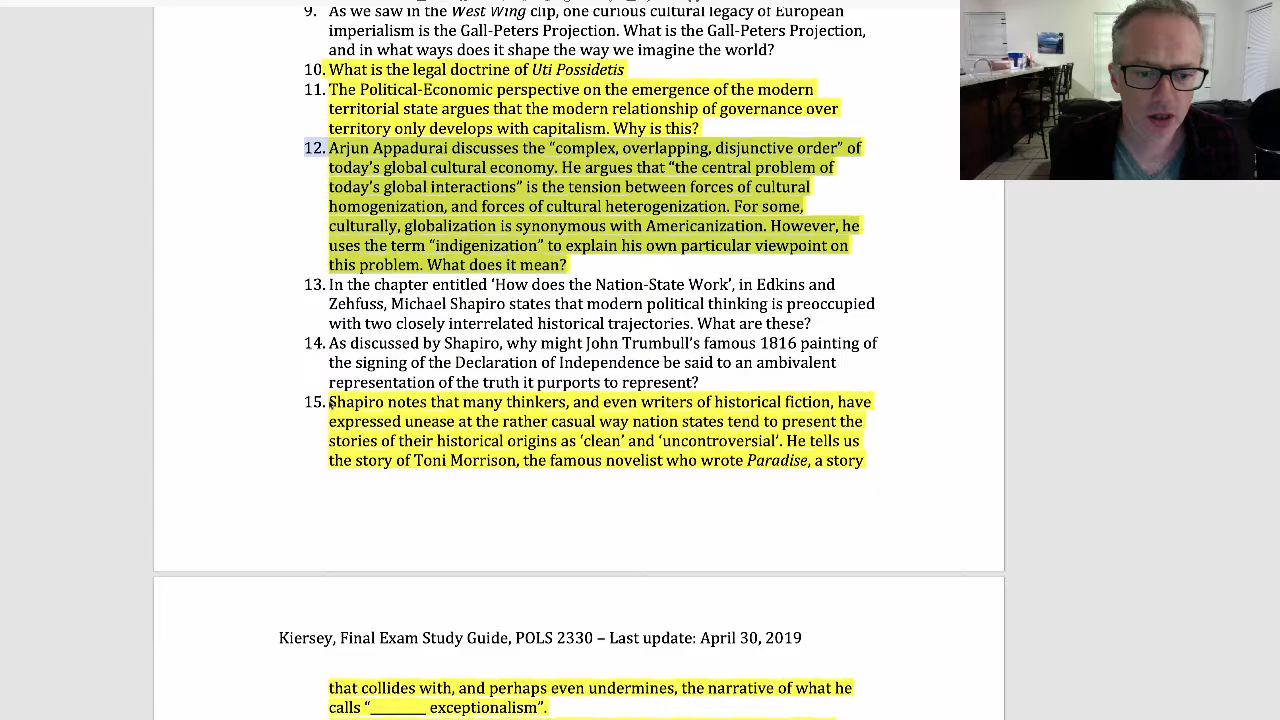 9. As we saw in the West Wing clip, one curious cultural legacy of European
imperialism is the Gall-Peters Projection. What is the Gall-Peters Projection,
and in what ways does it shape the way we imagine the world?
10. What is the legal doctrine of Uti Possidetis
11. The Political-Economic perspective on the emergence of the modern
territorial state argues that the modern relationship of governance over
territory only develops with capitalism. Why is this?
12. Arjun Appadurai discusses the “complex, overlapping, disjunctive order” of
today’s global cultural economy. He argues that “the central problem of
today’s global interactions” is the tension between forces of cultural
homogenization, and forces of cultural heterogenization. For some,
culturally, globalization is synonymous with Americanization. However, he
uses the term “indigenization” to explain his own particular viewpoint on
this problem. What does it mean?
13. In the chapter entitled ‘How does the Nation-State Work’, in Edkins and
Zehfuss, Michael Shapiro states that modern political thinking is preoccupied
with two closely interrelated historical trajectories. What are these?
14. As discussed by Shapiro, why might John Trumbull’s famous 1816 painting of
the signing of the Declaration of Independence be said to an ambivalent
representation of the truth it purports to represent?
15. Shapiro notes that many thinkers, and even writers of historical fiction, have
expressed unease at the rather casual way nation states tend to present the
stories of their historical origins as ‘clean’ and ‘uncontroversial’. He tells us
the story of Toni Morrison, the famous novelist who wrote Paradise, a story
Kiersey, Final Exam Study Guide, POLS 2330 – Last update: April 30, 2019
that collides with, and perhaps even undermines, the narrative of what he
calls “________ exceptionalism”.